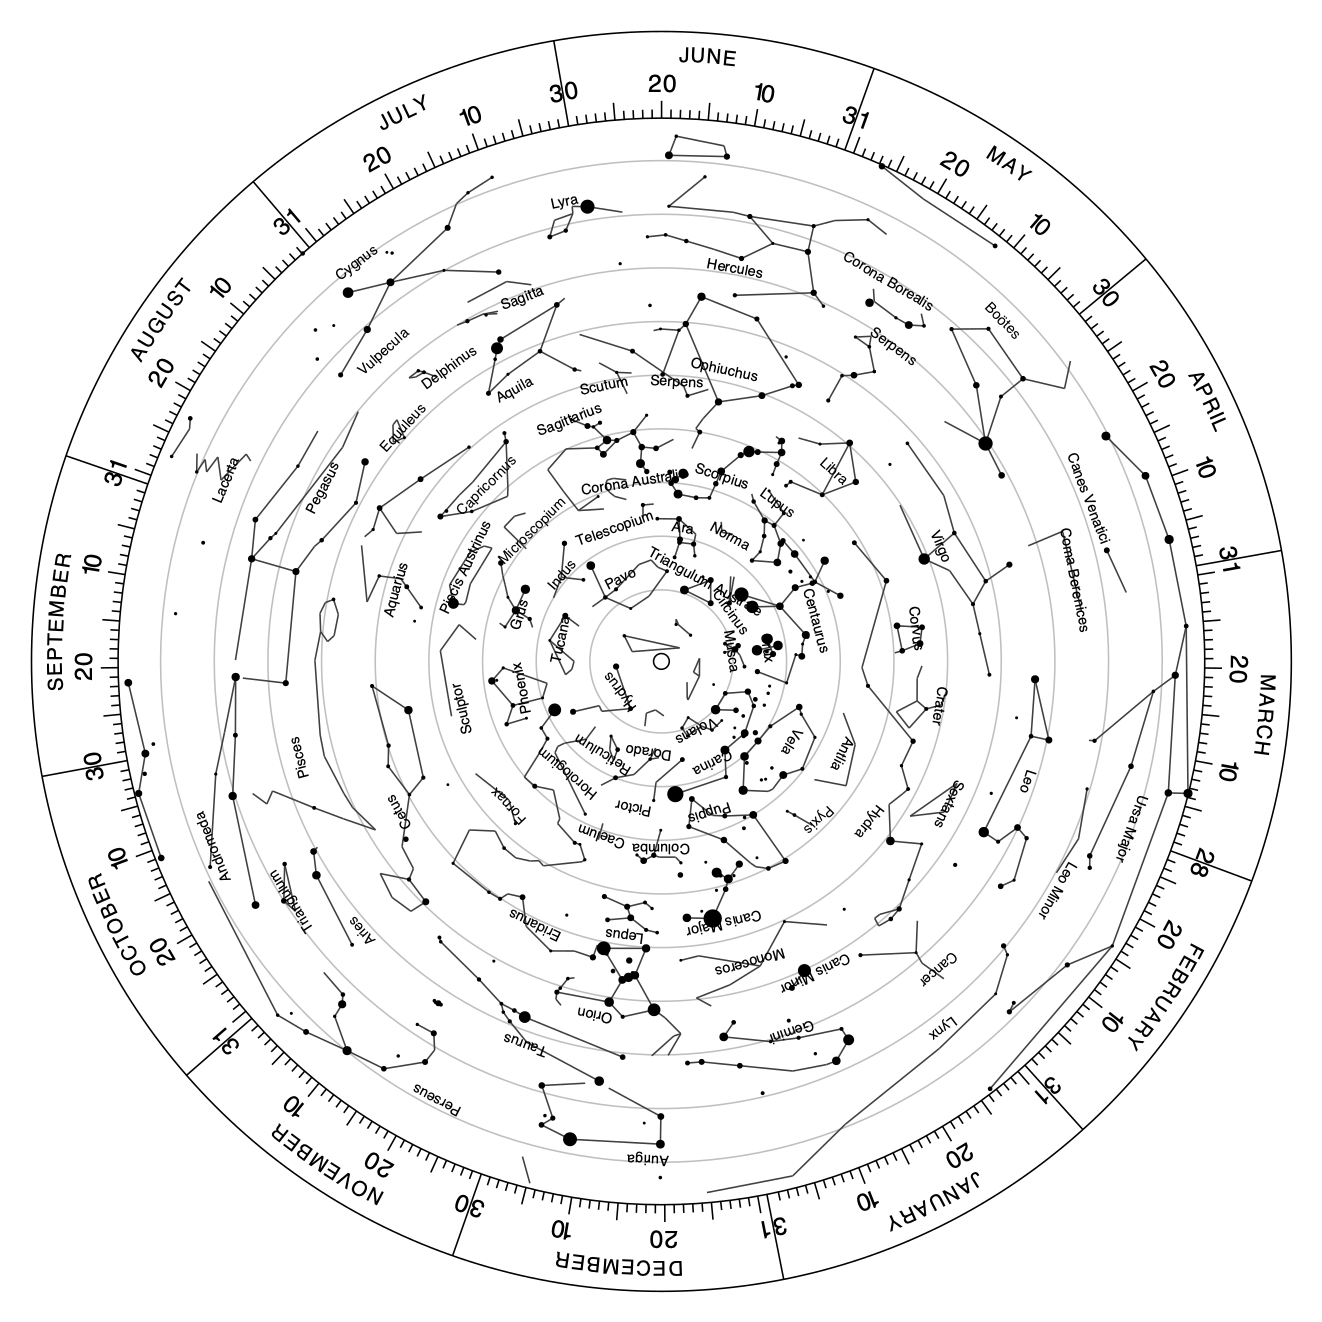 JUNE
30
20
10
31
MAY
20
10
30
APRIL
20
10
31
MARCH
20
10
28
FEBRUARY
20
10
31
JANUARY
20
10
31
DECEMBER
20
10
30
NOVEMBER
20
10
31
OCTOBER
20
10
30
SEPTEMBER
20
10
31
AUGUST
20
10
31
JULY
20
10
Lyra
Cygnus
Hercules
Corona Borealis
Boötes
Sagitta
Vulpecula
Delphinus
Aquila
Scutum
Serpens
Ophiuchus
Serpens
Equuleus
Sagittarius
Lacerta
Pegasus
Capricornus
Corona Australis
Scorpius
Libra
Lupus
Canes Venatici
Microscopium
Telescopium
Ara
Norma
Virgo
Coma Berenices
Aquarius
Piscis Austrinus
Indus
Pavo
Triangulum Australe
Circinus
Centaurus
Grus
Tucana
Musca
Crux
Corvus
Sculptor
Phoenix
Hydrus
Volans
Crater
Pisces
Cetus
Fornax
Horologium
Reticulum
Dorado
Carina
Vela
Antlia
Pictor
Puppis
Pyxis
Hydra
Sextans
Leo
Ursa Major
Leo Minor
Andromeda
Triangulum
Aries
Caelum
Columba
Eridanus
Lepus
Canis Major
Monoceros
Canis Minor
Cancer
Orion
Gemini
Lynx
Taurus
Perseus
Auriga